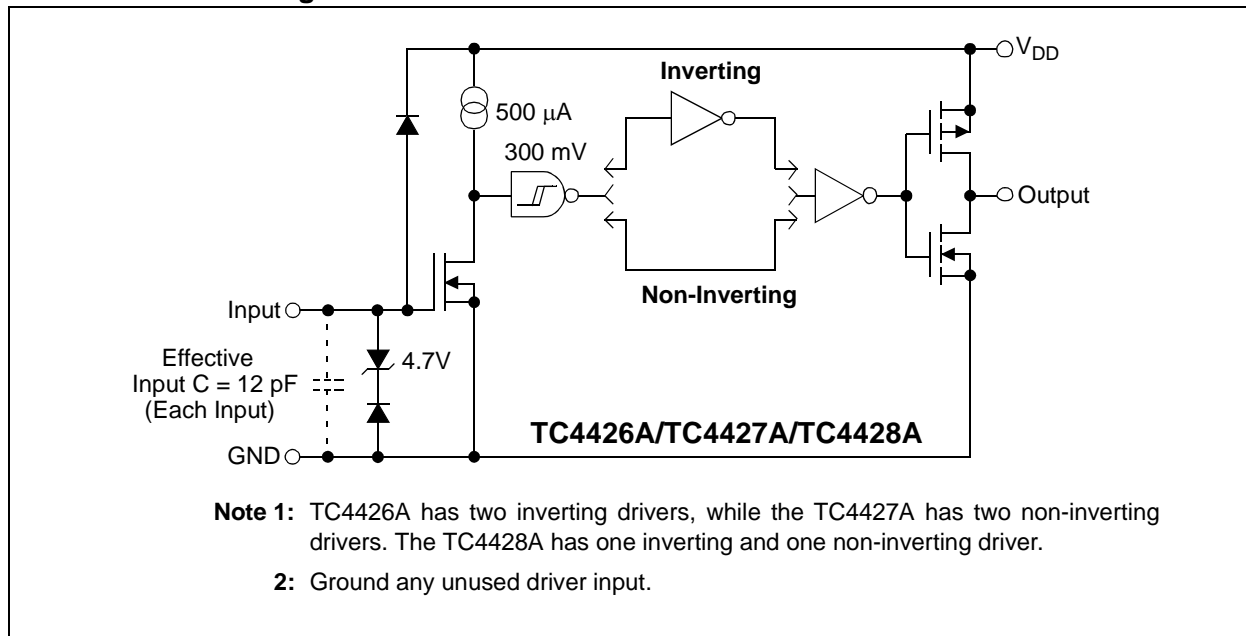 V_DD
Inverting
500 μA
300 mV
Output
Non-Inverting
Input
Effective
Input C = 12 pF
(Each Input)
4.7V
TC4426A/TC4427A/TC4428A
GND
Note 1: TC4426A has two inverting drivers, while the TC4427A has two non-inverting
drivers. The TC4428A has one inverting and one non-inverting driver.
2: Ground any unused driver input.